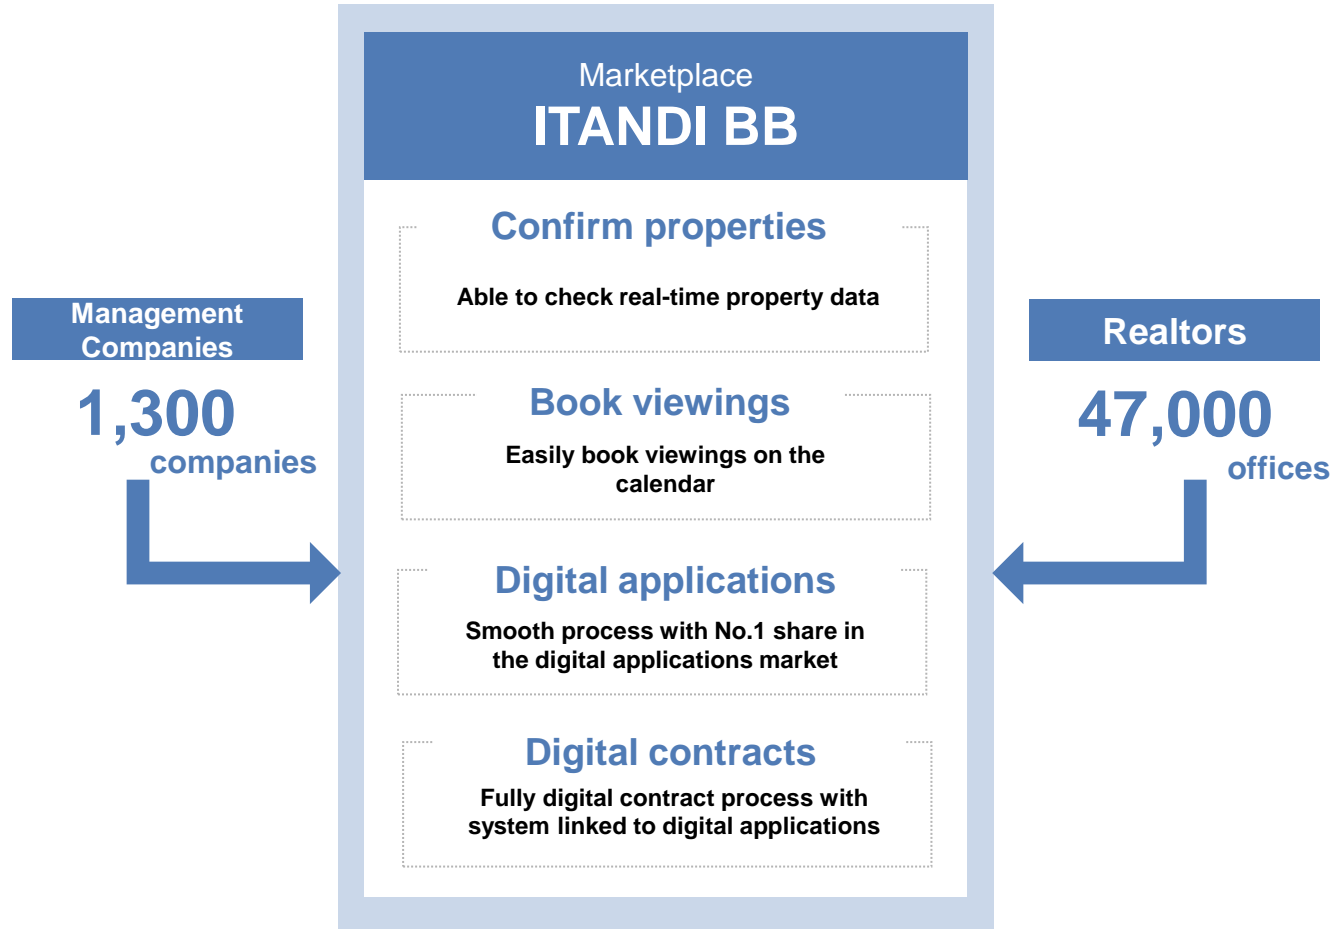 Marketplace
ITANDI BB
Confirm properties
Able to check real-time property data
Management
Companies
1,300
companies
Realtors
47,000
offices
Book viewings
Easily book viewings on the
calendar
Digital applications
Smooth process with No.1 share in
the digital applications market
Digital contracts
Fully digital contract process with
system linked to digital applications